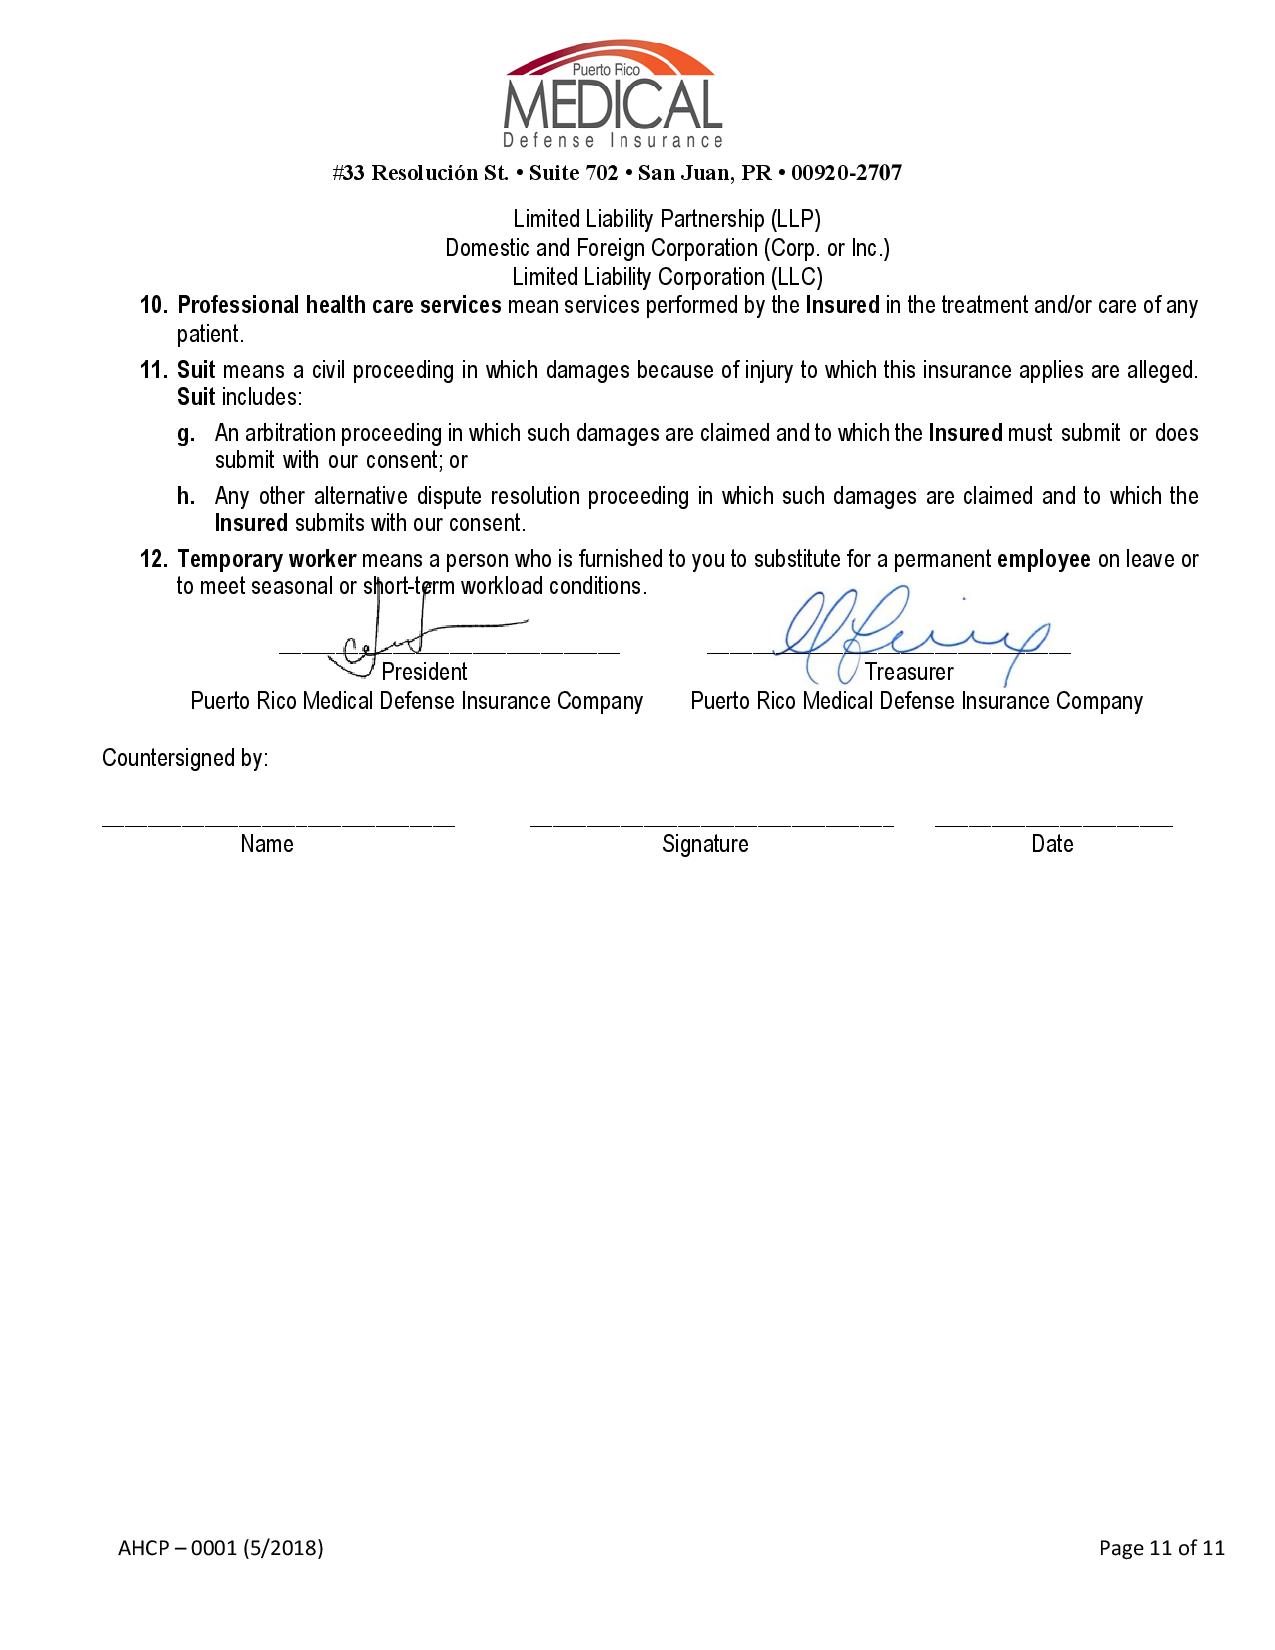 Puerto Rico
MEDICAL
Defense Insurance
#33 Resolución St. • Suite 702 • San Juan, PR • 00920-2707
Limited Liability Partnership (LLP)
Domestic and Foreign Corporation (Corp. or Inc.)
Limited Liability Corporation (LLC)
10. Professional health care services mean services performed by the Insured in the treatment and/or care of any
patient.
11. Suit means a civil proceeding in which damages because of injury to which this insurance applies are alleged.
Suit includes:
g. An arbitration proceeding in which such damages are claimed and to which the Insured must submit or does
submit with our consent; or
h. Any other alternative dispute resolution proceeding in which such damages are claimed and to which the
Insured submits with our consent.
12. Temporary worker means a person who is furnished to you to substitute for a permanent employee on leave or
to meet seasonal or short-term workload conditions.
President Treasurer
Puerto Rico Medical Defense Insurance Company Puerto Rico Medical Defense Insurance Company
Countersigned by:
Name Signature Date
AHCP – 0001 (5/2018) Page 11 of 11